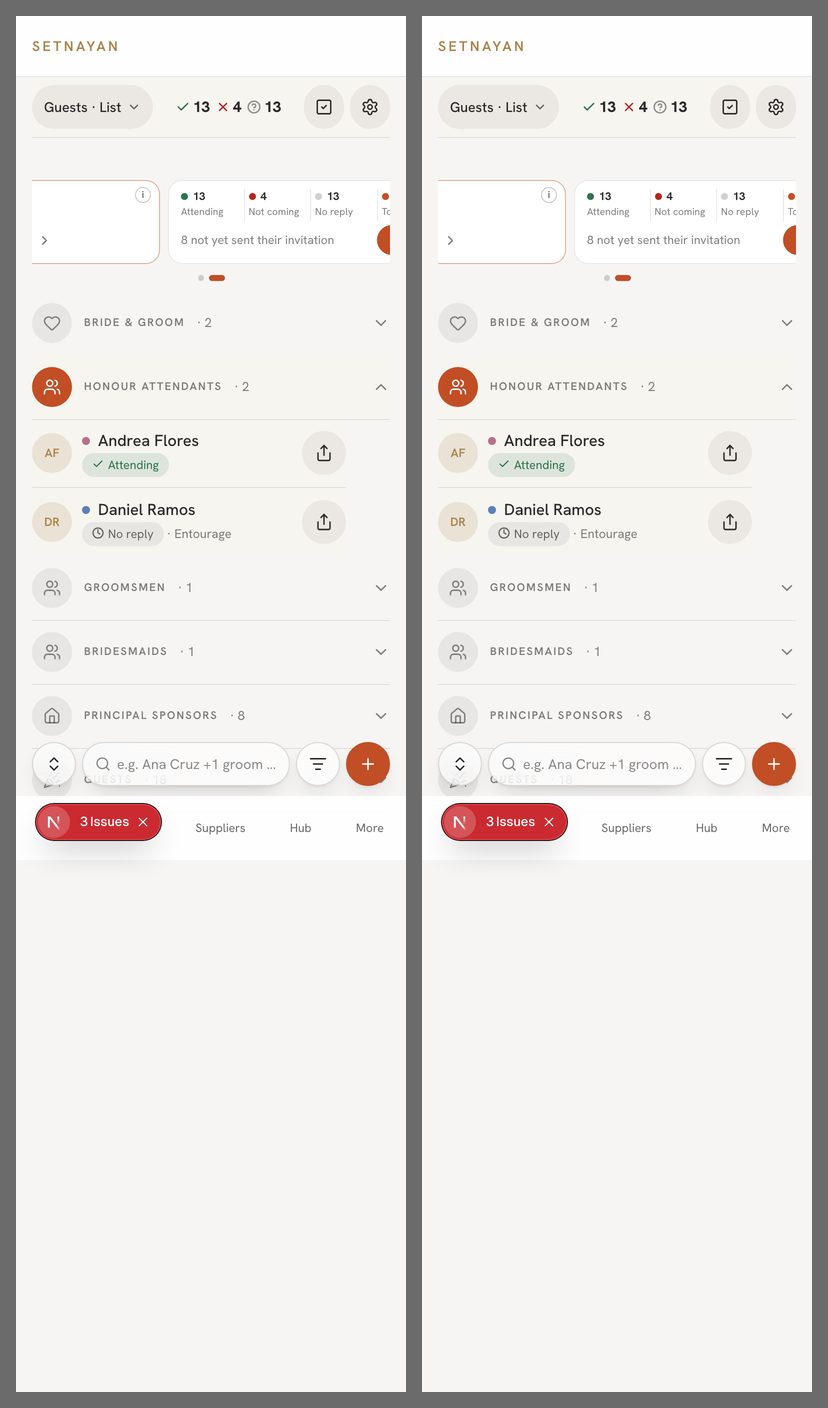 SETNAYAN
Guests · List 13 4 13
13 4 13
Attending Not coming No reply
8 not yet sent their invitation
BRIDE & GROOM · 2
HONOUR ATTENDANTS · 2
AF Andrea Flores
Attending
DR Daniel Ramos
No reply · Entourage
GROOMSMEN · 1
BRIDESMAIDS · 1
PRINCIPAL SPONSORS · 8
e.g. Ana Cruz +1 groom ...
GUESTS · 18
N 3 Issues Suppliers Hub More
SETNAYAN
Guests · List 13 4 13
13 4 13
Attending Not coming No reply
8 not yet sent their invitation
BRIDE & GROOM · 2
HONOUR ATTENDANTS · 2
AF Andrea Flores
Attending
DR Daniel Ramos
No reply · Entourage
GROOMSMEN · 1
BRIDESMAIDS · 1
PRINCIPAL SPONSORS · 8
e.g. Ana Cruz +1 groom ...
GUESTS · 18
N 3 Issues Suppliers Hub More